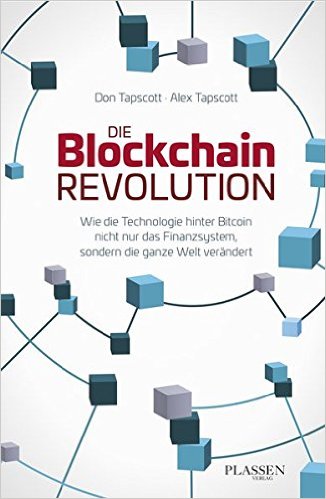 Don Tapscott · Alex Tapscott
DIE
Blockchain
REVOLUTION
Wie die Technologie hinter Bitcoin
nicht nur das Finanzsystem,
sondern die ganze Welt verändert
PLASSEN
VERLAG